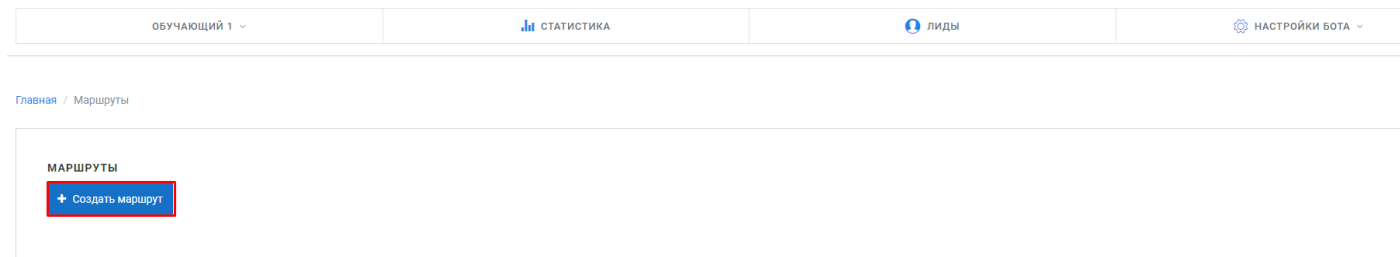 ОБУЧАЮЩИЙ 1 СТАТИСТИКА ЛИДЫ НАСТРОЙКИ БОТА
Главная / Маршруты
МАРШРУТЫ
+ Создать маршрут